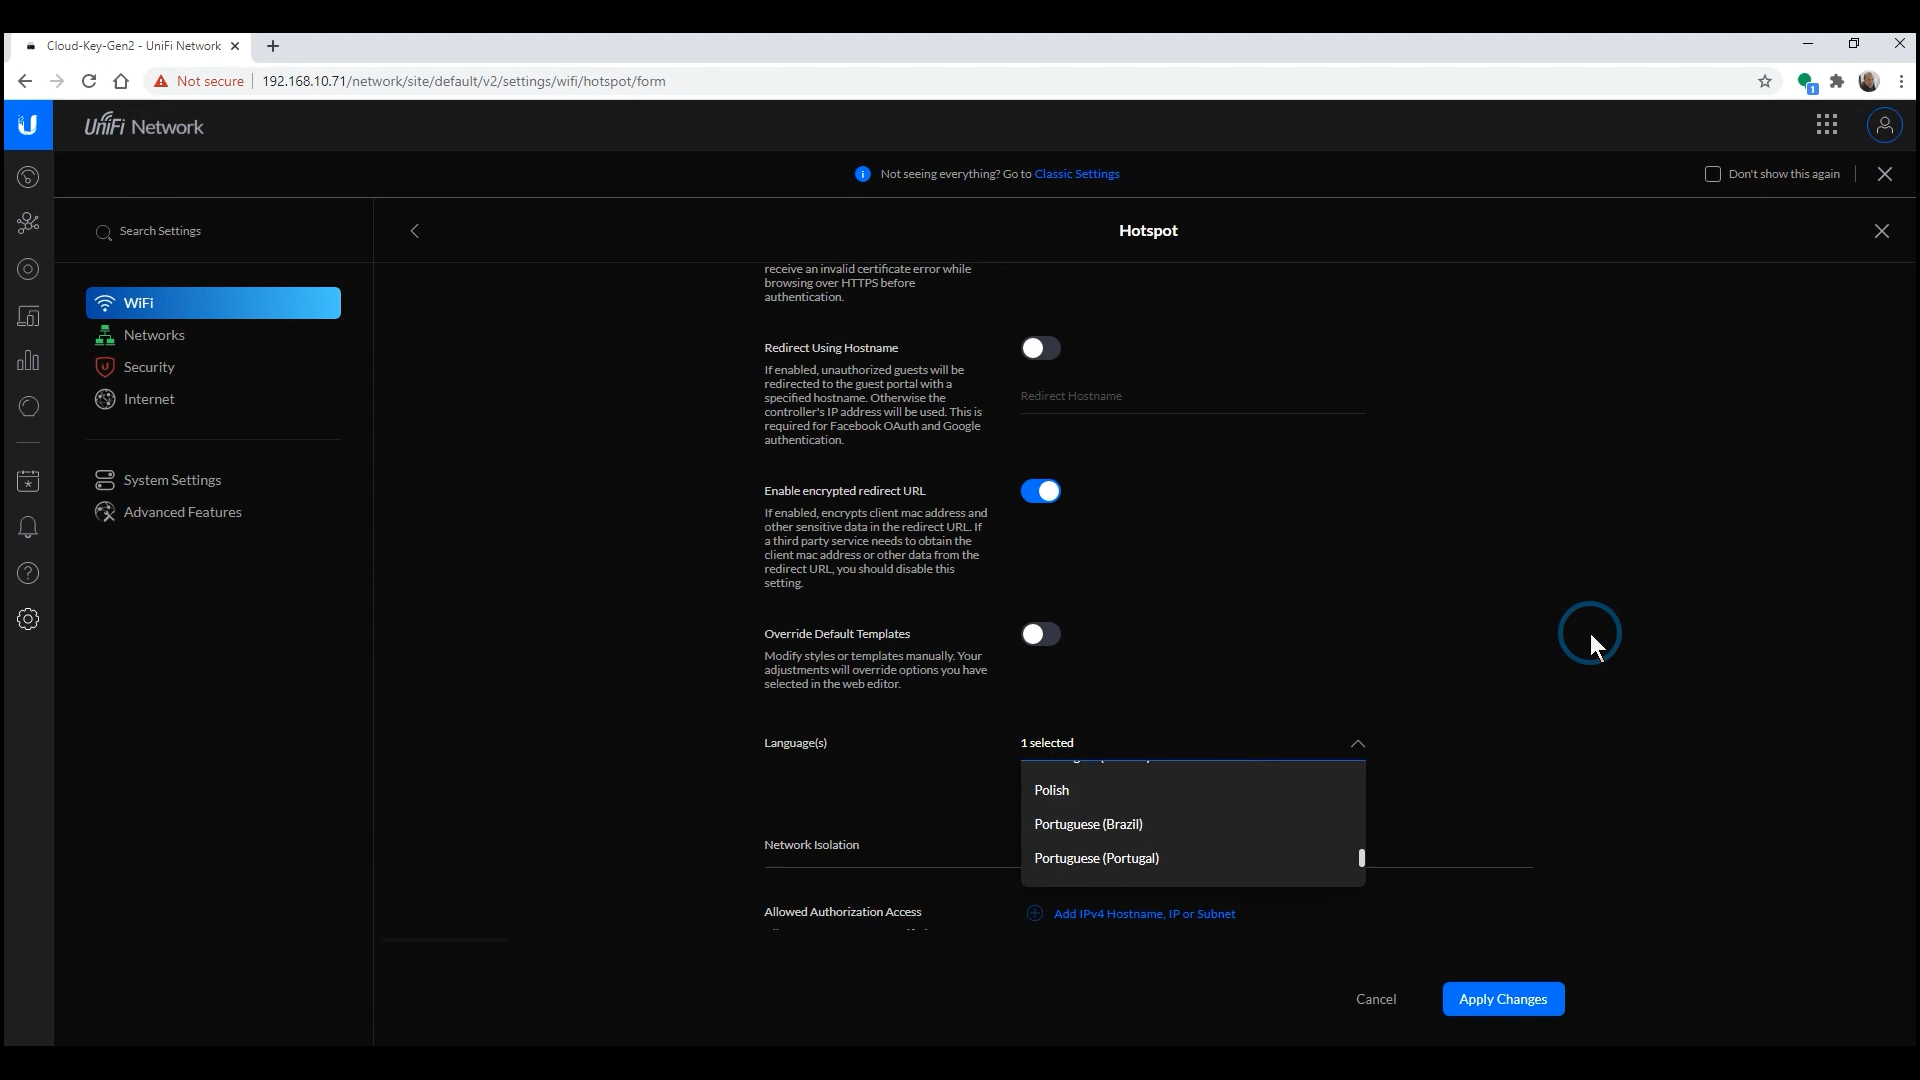 Cloud-Key-Gen2 - UniFi Network
Not secure
192.168.10.71/network/site/default/v2/settings/wifi/hotspot/form
1
UniFi Network
Not seeing everything? Go to Classic Settings
Don't show this again
Search Settings
Hotspot
WiFi
Networks
Security
Internet
System Settings
Advanced Features
receive an invalid certificate error while
browsing over HTTPS before
authentication.
Redirect Using Hostname
If enabled, unauthorized guests will be
redirected to the guest portal with a
specified hostname. Otherwise the
controller's IP address will be used. This is
required for Facebook OAuth and Google
authentication.
Redirect Hostname
Enable encrypted redirect URL
If enabled, encrypts client mac address and
other sensitive data in the redirect URL. If
a third party service needs to obtain the
client mac address or other data from the
redirect URL, you should disable this
setting.
Override Default Templates
Modify styles or templates manually. Your
adjustments will override options you have
selected in the web editor.
Language(s)
1 selected
Polish
Portuguese (Brazil)
Portuguese (Portugal)
Network Isolation
Allowed Authorization Access
Add IPv4 Hostname, IP or Subnet
Cancel
Apply Changes